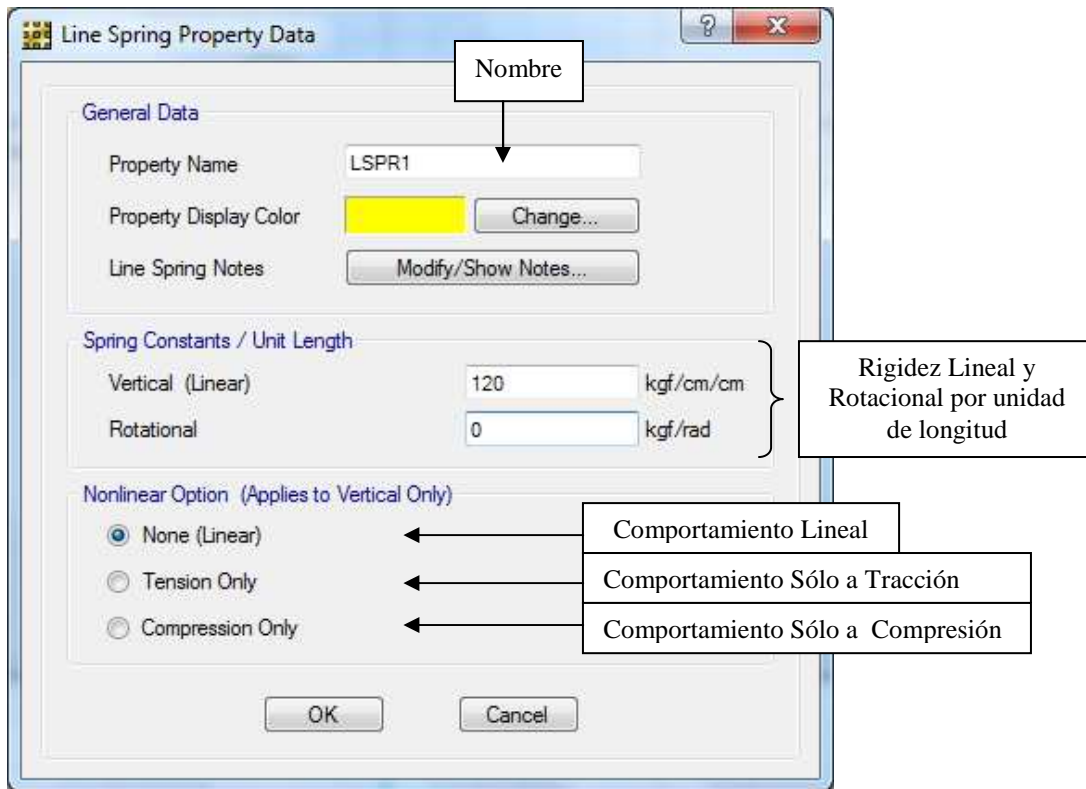 Line Spring Property Data
?
Nombre
General Data
Property Name
LSPR1
Property Display Color
Change...
Line Spring Notes
Modify/Show Notes...
Spring Constants / Unit Length
Vertical (Linear)
120
kgf/cm/cm
Rotational
0
kgf/rad
Rigidez Lineal y
Rotacional por unidad
de longitud
Nonlinear Option (Applies to Vertical Only)
None (Linear)
Comportamiento Lineal
Tension Only
Comportamiento Sólo a Tracción
Compression Only
Comportamiento Sólo a Compresión
OK
Cancel